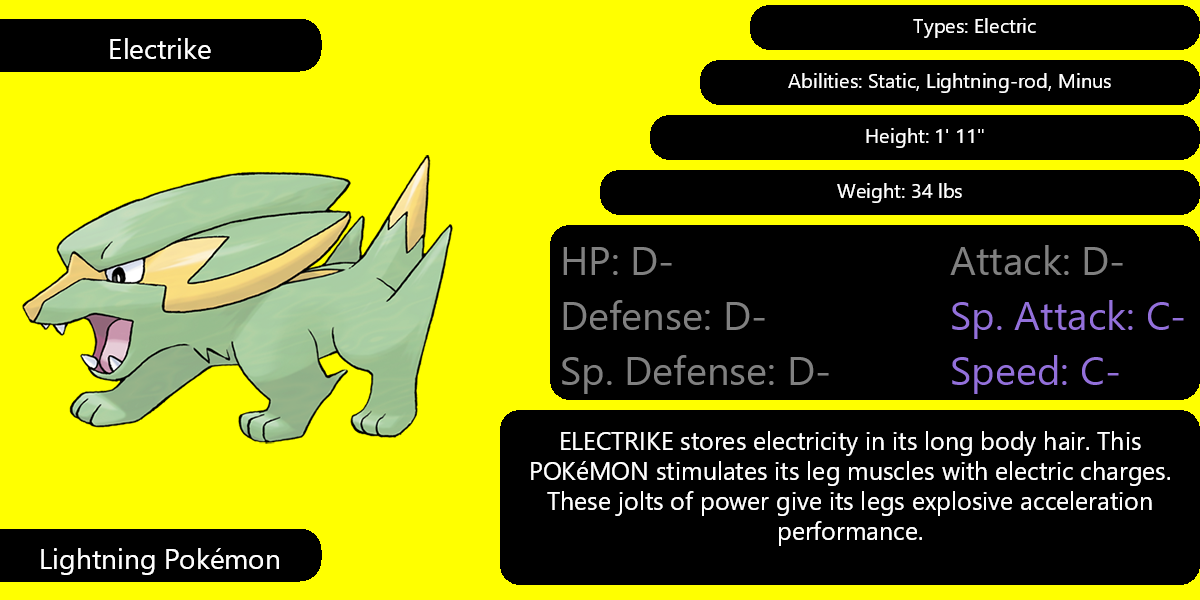 Electrike
Types: Electric
Abilities: Static, Lightning-rod, Minus
Height: 1' 11"
Weight: 34 lbs
HP: D-
Attack: D-
Defense: D-
Sp. Attack: C-
Sp. Defense: D-
Speed: C-
ELECTRIKE stores electricity in its long body hair. This
POKéMON stimulates its leg muscles with electric charges.
These jolts of power give its legs explosive acceleration
performance.
Lightning Pokémon